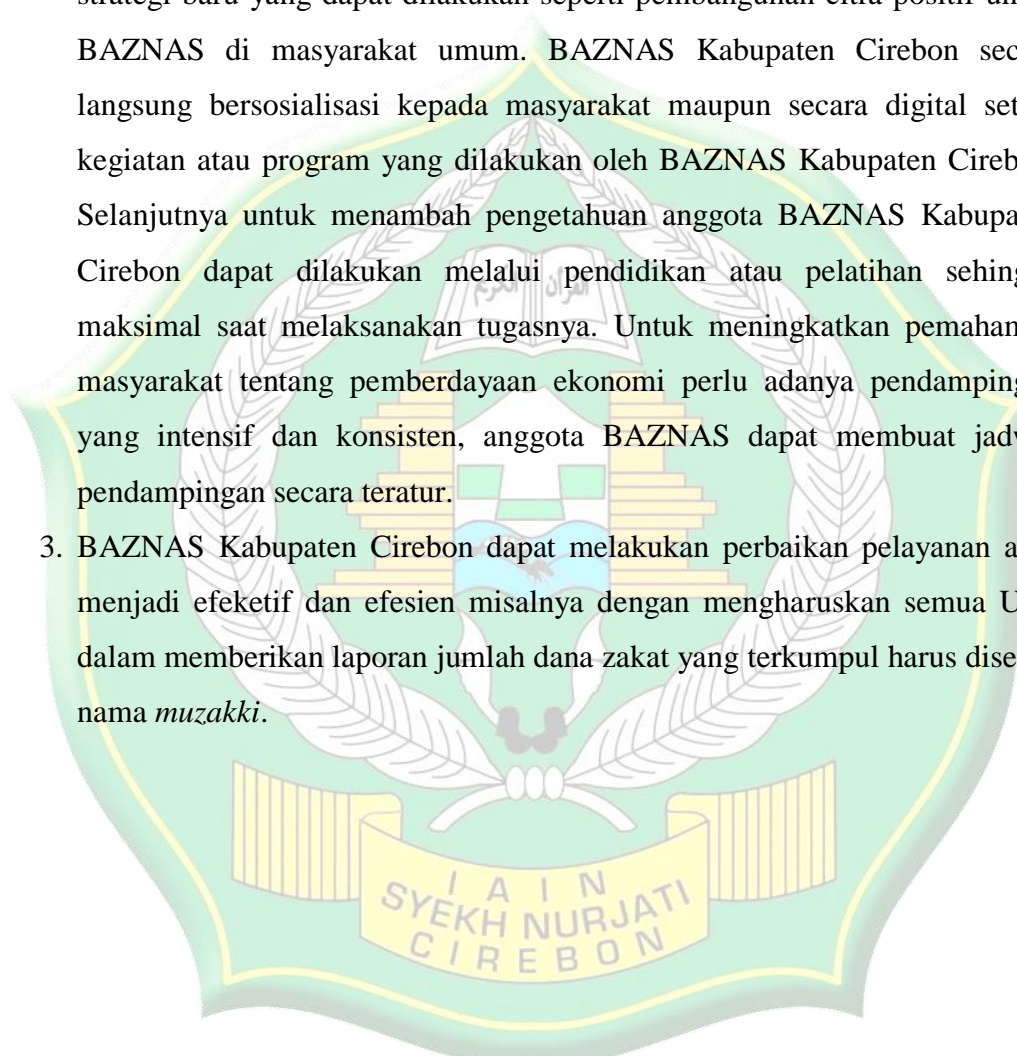 strategi baru yang dapat dilakukan seperti pembangunan citra positif
BAZNAS di masyarakat umum. BAZNAS Kabupaten Cirebon
langsung bersosialisasi kepada masyarakat maupun secara digital
kegiatan atau program yang dilakukan oleh BAZNAS Kabupaten
Selanjutnya untuk menambah pengetahuan anggota BAZNAS
Cirebon dapat dilakukan melalui pendidikan atau pelatihan
maksimal saat melaksanakan tugasnya. Untuk meningkatkan
masyarakat tentang pemberdayaan ekonomi perlu adanya
yang intensif dan konsisten, anggota BAZNAS dapat membuat
pendampingan secara teratur.
3. BAZNAS Kabupaten Cirebon dapat melakukan perbaikan pelayanan
menjadi efeketif dan efesien misalnya dengan mengharuskan semua
dalam memberikan laporan jumlah dana zakat yang terkumpul harus
nama muzakki.
القرآن الكريم
IAIN
SYEKH NURJATI
CIREBON